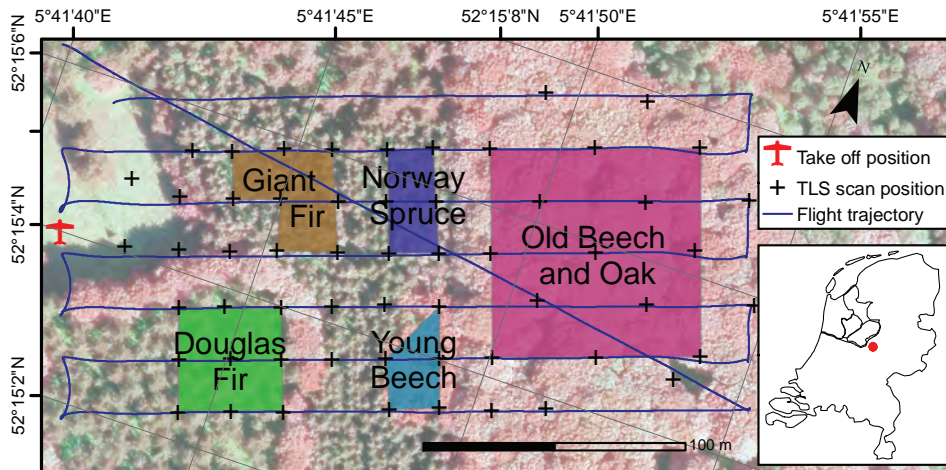 5°41'40"E
5°41'45"E
52°15'8"N
5°41'50"E
5°41'55"E
52°15'6"N
52°15'4"N
52°15'2"N
N
Giant
Fir
Norway
Spruce
Old Beech
and Oak
Douglas
Fir
Young
Beech
100 m
Take off position
TLS scan position
Flight trajectory